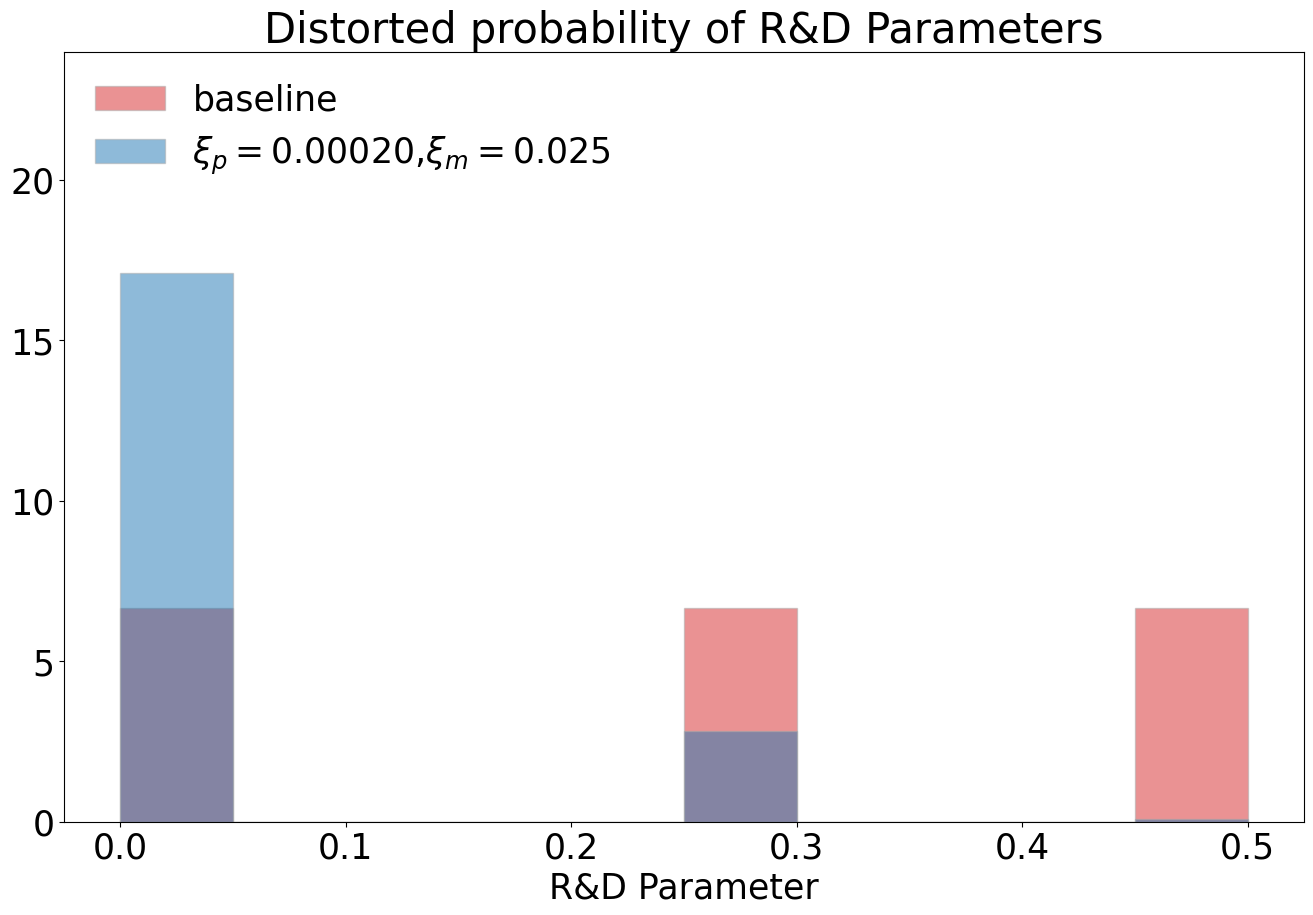 Distorted probability of R&D Parameters
baseline
ξp = 0.00020,ξm = 0.025
20
15
10
5
0
0.0 0.1 0.2 0.3 0.4 0.5
R&D Parameter